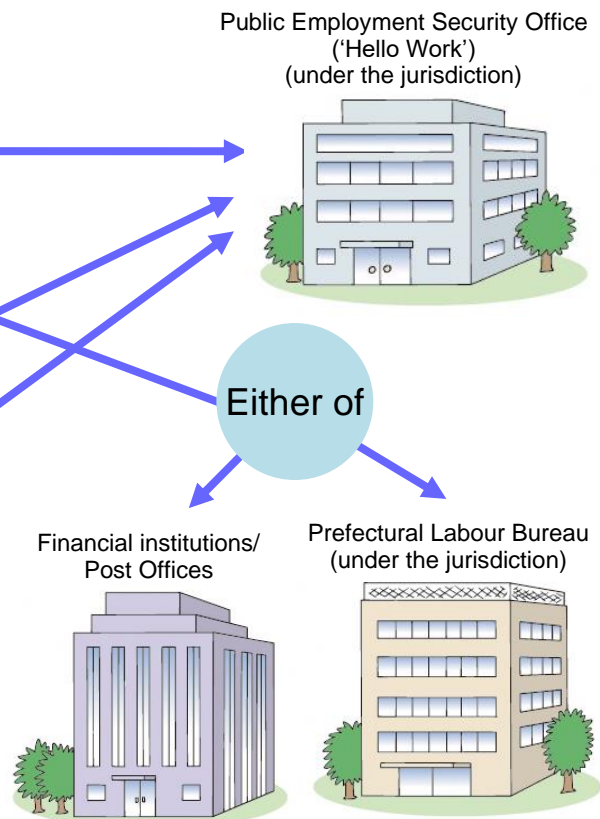 Public Employment Security Office
(‘Hello Work’)
(under the jurisdiction)
Either of
Financial institutions/
Post Offices
Prefectural Labour Bureau
(under the jurisdiction)